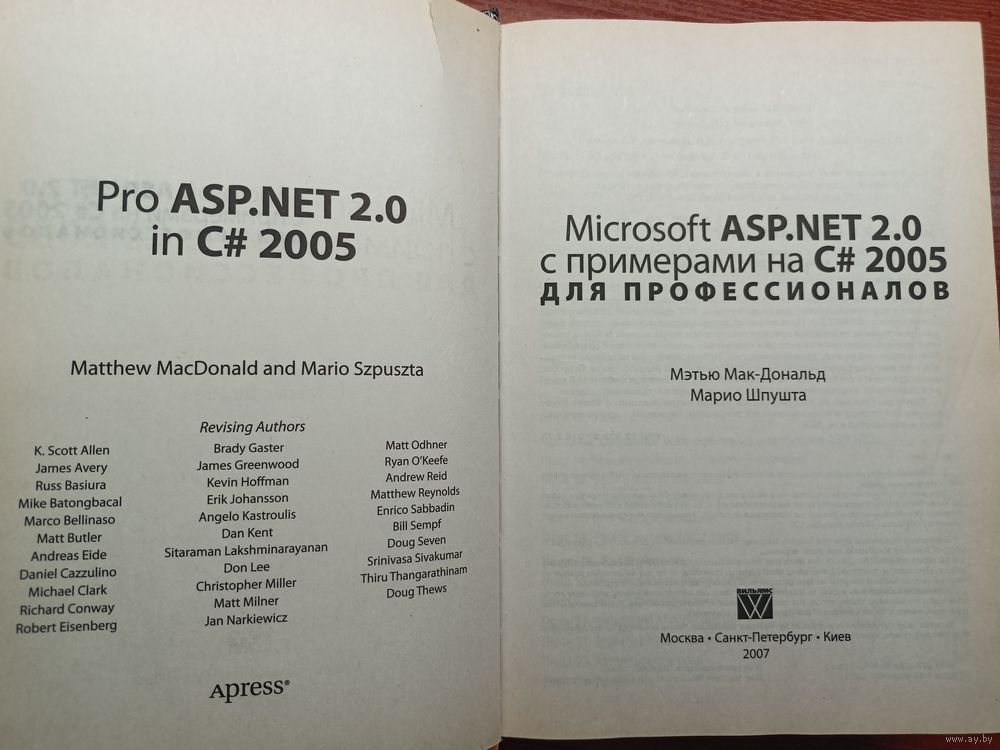 Pro ASP.NET 2.0
in C# 2005
Matthew MacDonald and Mario Szpuszta
Revising Authors
K. Scott Allen
James Avery
Russ Basiura
Mike Batongbacal
Marco Bellinaso
Matt Butler
Andreas Eide
Daniel Cazzulino
Michael Clark
Richard Conway
Robert Eisenberg
Brady Gaster
James Greenwood
Kevin Hoffman
Erik Johansson
Angelo Kastroulis
Dan Kent
Sitaraman Lakshminarayanan
Don Lee
Christopher Miller
Matt Milner
Jan Narkiewicz
Matt Odhner
Ryan O'Keefe
Andrew Reid
Matthew Reynolds
Enrico Sabbadin
Bill Sempf
Doug Seven
Srinivasa Sivakumar
Thiru Thangarathinam
Doug Thews
Apress®
Microsoft ASP.NET 2.0
с примерами на C# 2005
ДЛЯ ПРОФЕССИОНАЛОВ
Мэтью Мак-Дональд
Марио Шпушта
ВИЛЬЯМС
Москва • Санкт-Петербург • Киев
2007
www.ay.by